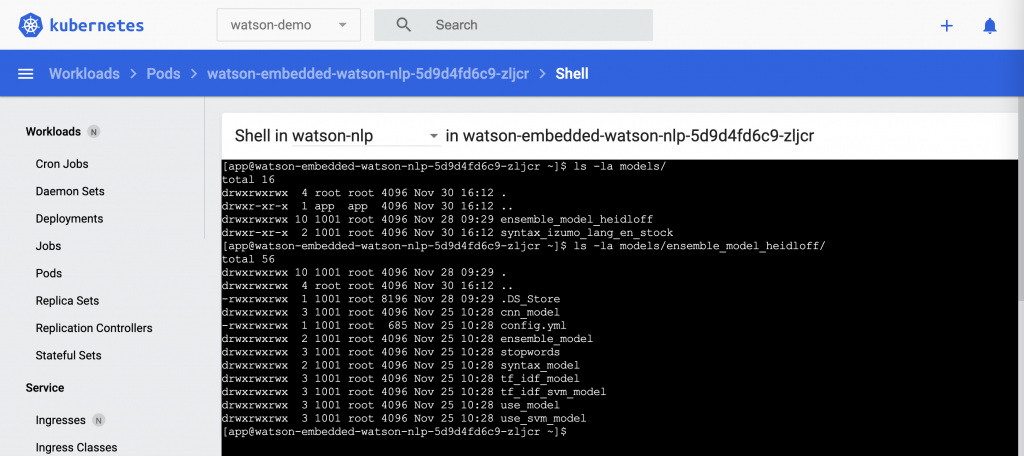 kubernetes
watson-demo
Search
Workloads > Pods > watson-embedded-watson-nlp-5d9d4fd6c9-zljcr > Shell
Workloads N
Cron Jobs
Daemon Sets
Deployments
Jobs
Pods
Replica Sets
Replication Controllers
Stateful Sets
Service
Ingresses N
Ingress Classes
Shell in watson-nlp in watson-embedded-watson-nlp-5d9d4fd6c9-zljcr
[app@watson-embedded-watson-nlp-5d9d4fd6c9-zljcr ~]$ ls -la models/
total 16
drwxrwxrwx  4 root root 4096 Nov 30 16:12 .
drwxr-xr-x  1 app  app  4096 Nov 30 16:12 ..
drwxrwxrwx 10 1001 root 4096 Nov 28 09:29 ensemble_model_heidloff
drwxr-xr-x  2 1001 root 4096 Nov 30 16:12 syntax_izumo_lang_en_stock
[app@watson-embedded-watson-nlp-5d9d4fd6c9-zljcr ~]$ ls -la models/ensemble_model_heidloff/
total 56
drwxrwxrwx 10 1001 root 4096 Nov 28 09:29 .
drwxrwxrwx  4 root root 4096 Nov 30 16:12 ..
-rwxrwxrwx  1 1001 root 8196 Nov 28 09:29 .DS_Store
drwxrwxrwx  3 1001 root 4096 Nov 25 10:28 cnn_model
-rwxrwxrwx  1 1001 root  685 Nov 25 10:28 config.yml
drwxrwxrwx  2 1001 root 4096 Nov 25 10:28 ensemble_model
drwxrwxrwx  3 1001 root 4096 Nov 25 10:28 stopwords
drwxrwxrwx  2 1001 root 4096 Nov 25 10:28 syntax_model
drwxrwxrwx  3 1001 root 4096 Nov 25 10:28 tf_idf_model
drwxrwxrwx  3 1001 root 4096 Nov 25 10:28 tf_idf_svm_model
drwxrwxrwx  3 1001 root 4096 Nov 25 10:28 use_model
drwxrwxrwx  3 1001 root 4096 Nov 25 10:28 use_svm_model
[app@watson-embedded-watson-nlp-5d9d4fd6c9-zljcr ~]$